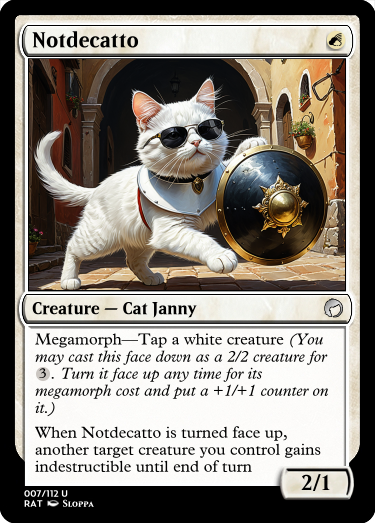 Notdecatto
Creature — Cat Janny
Megamorph—Tap a white creature (You
may cast this face down as a 2/2 creature for
3. Turn it face up any time for its
megamorph cost and put a +1/+1 counter on
it.)
When Notdecatto is turned face up,
another target creature you control gains
indestructible until end of turn
2/1
007/112 U
RAT SLOPPA